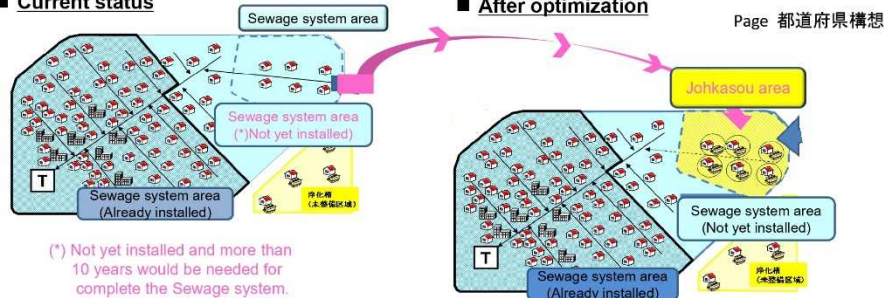 ■ Current status
Sewage system area
Sewage system area
(*)Not yet installed)
T
Sewage system area
(Already installed)
浄化槽
(未整備区域)
(*) Not yet installed and more than
10 years would be needed for
complete the Sewage system.
■ After optimization
Page 都道府県構想
Johkasou area
Sewage system area
(Not yet installed)
T
Sewage system area
(Already installed)
浄化槽
(未整備区域)